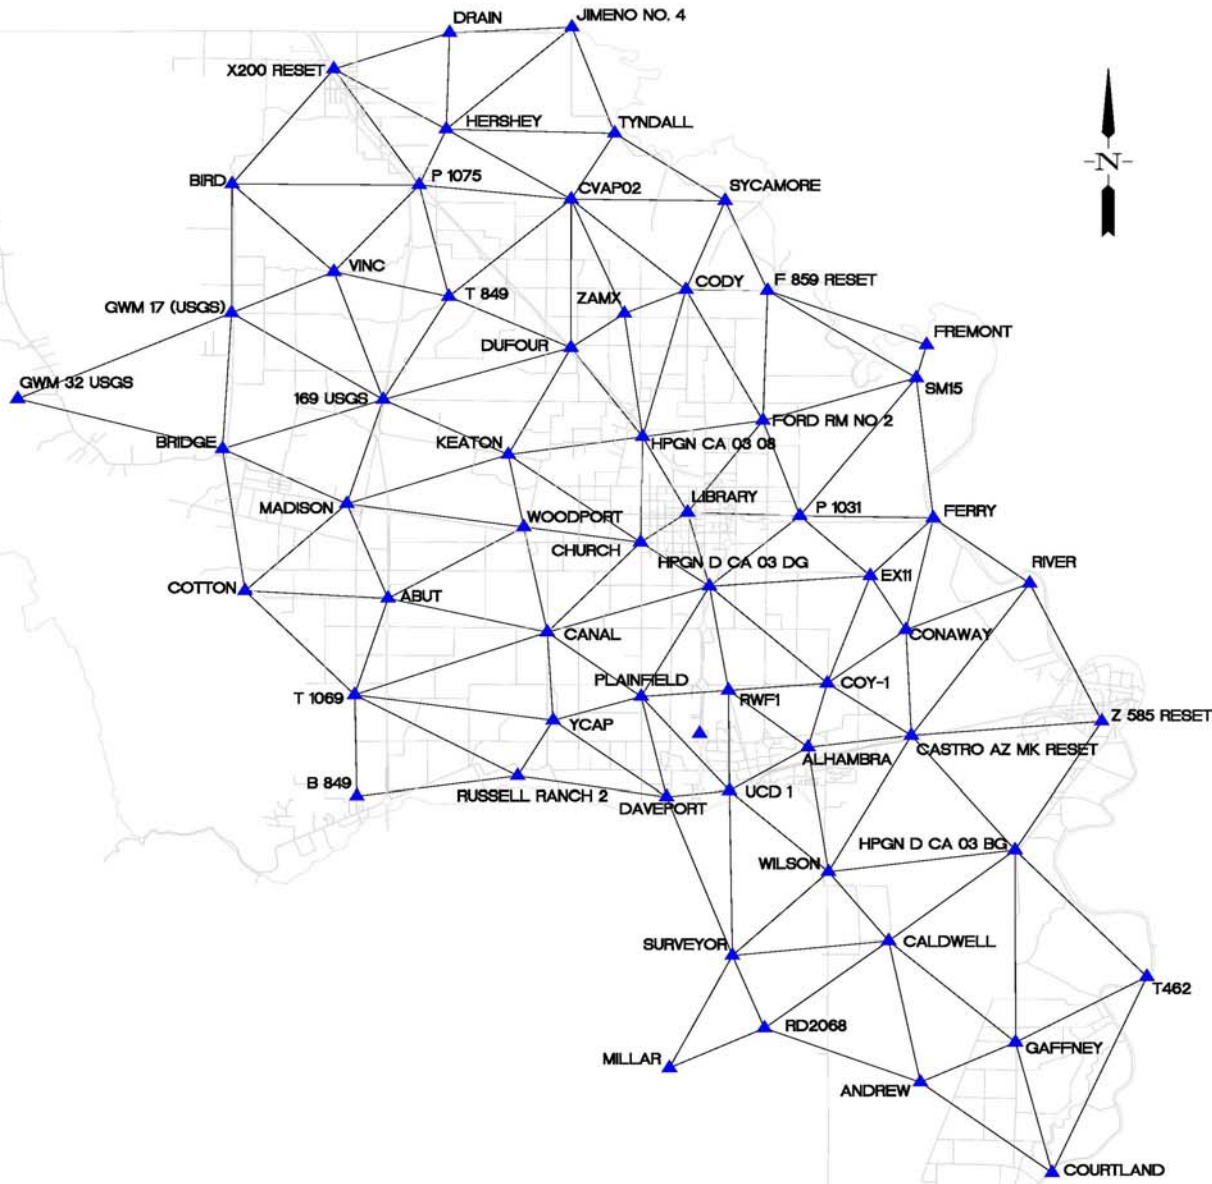 DRAIN
JIMENO NO. 4
X200 RESET
HERSHEY
TYNDALL
N
BIRD
P 1075
CVAP02
SYCAMORE
VINC
T 849
ZAMX
CODY
F 859 RESET
GWM 17 (USGS)
DUFOUR
FREMONT
GWM 32 USGS
169 USGS
SM15
BRIDGE
KEATON
HPGN CA 03 08
FORD RM NO 2
MADISON
WOODPORT
LIBRARY
P 1031
FERRY
CHURCH
HPGN D CA 03 DG
EX11
RIVER
COTTON
ABUT
CANAL
CONAWAY
T 1069
PLAINFIELD
RWF1
COY-1
YCAP
Z 585 RESET
ALHAMBRA
CASTRO AZ MK RESET
B 849
RUSSELL RANCH 2
DAVEPORT
UCD 1
WILSON
HPGN D CA 03 BG
SURVEYOR
CALDWELL
T462
RD2068
MILLAR
GAFFNEY
ANDREW
COURTLAND